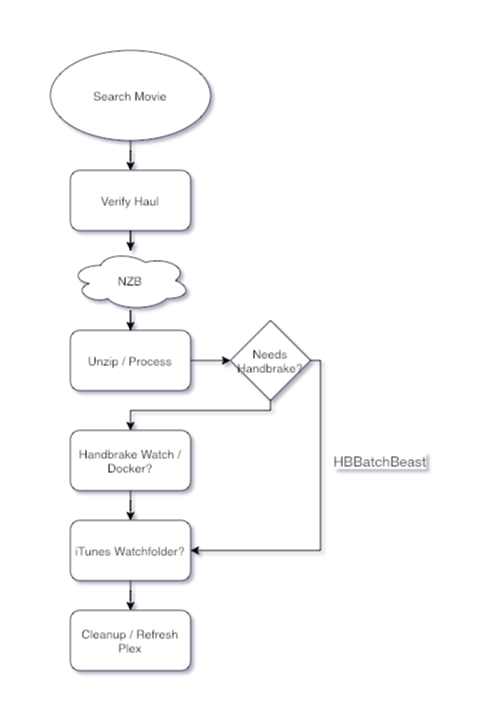 Search Movie
Verify Haul
NZB
Unzip / Process
Needs
Handbrake?
HBBatchBeast
Handbrake Watch /
Docker?
iTunes Watchfolder?
Cleanup / Refresh
Plex